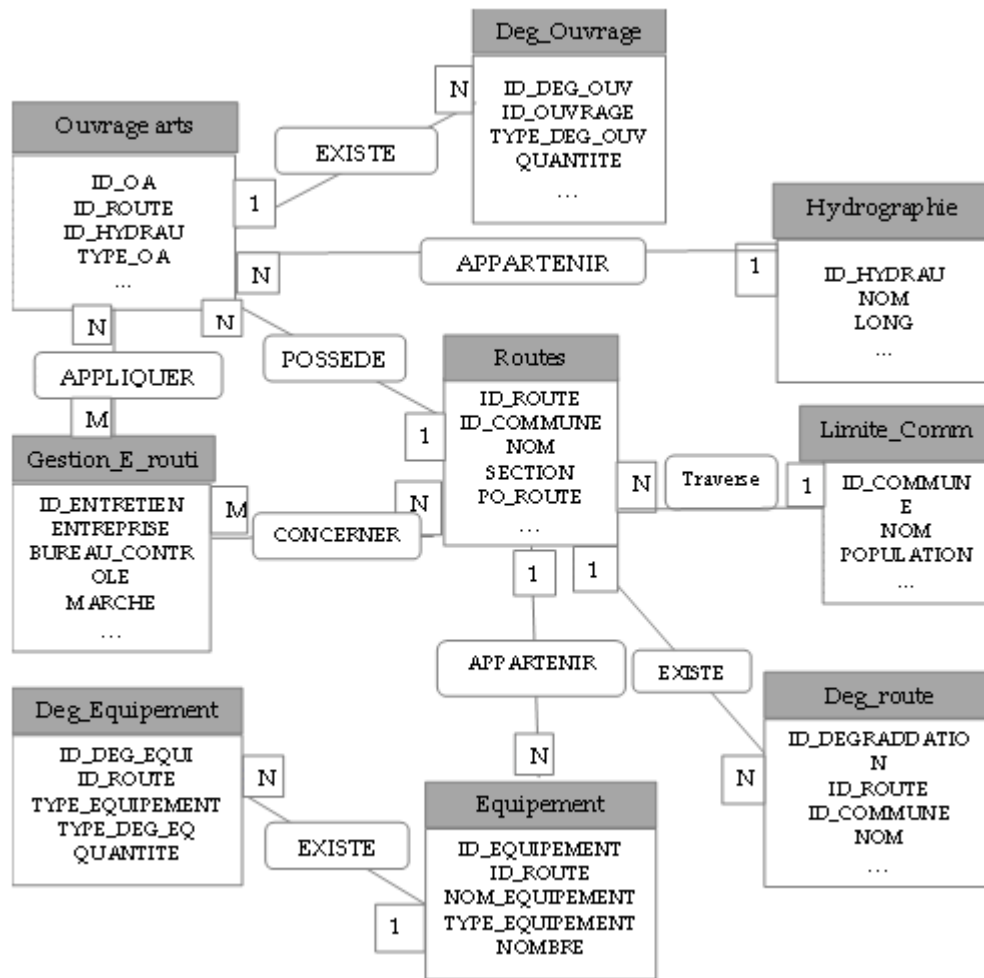 Deg_Ouvrage
ID_DEG_OUV
ID_OUVRAGE
TYPE_DEG_OUV
QUANTITE
...
N
EXISTE
1
Ouvrage arts
ID_OA
ID_ROUTE
ID_HYDRAU
TYPE_OA
...
N
APPARTENIR
1
Hydrographie
ID_HYDRAU
NOM
LONG
...
N
N
POSSEDE
1
APPLIQUER
M
Routes
ID_ROUTE
ID_COMMUNE
NOM
SECTION
PO_ROUTE
...
Gestion_E_routi
ID_ENTRETIEN
ENTREPRISE
BUREAU_CONTR
OLE
MARCHE
...
M
CONCERNER
N
N
Traverse
1
Limite_Comm
ID_COMMUN
E
NOM
POPULATION
...
1
1
APPARTENIR
EXISTE
N
N
Deg_route
ID_DEGRADDATIO
N
ID_ROUTE
ID_COMMUNE
NOM
...
Deg_Equipement
ID_DEG_EQUI
ID_ROUTE
TYPE_EQUIPEMENT
TYPE_DEG_EQ
QUANTITE
N
EXISTE
1
Equipement
ID_EQUIPEMENT
ID_ROUTE
NOM_EQUIPEMENT
TYPE_EQUIPEMENT
NOMBRE